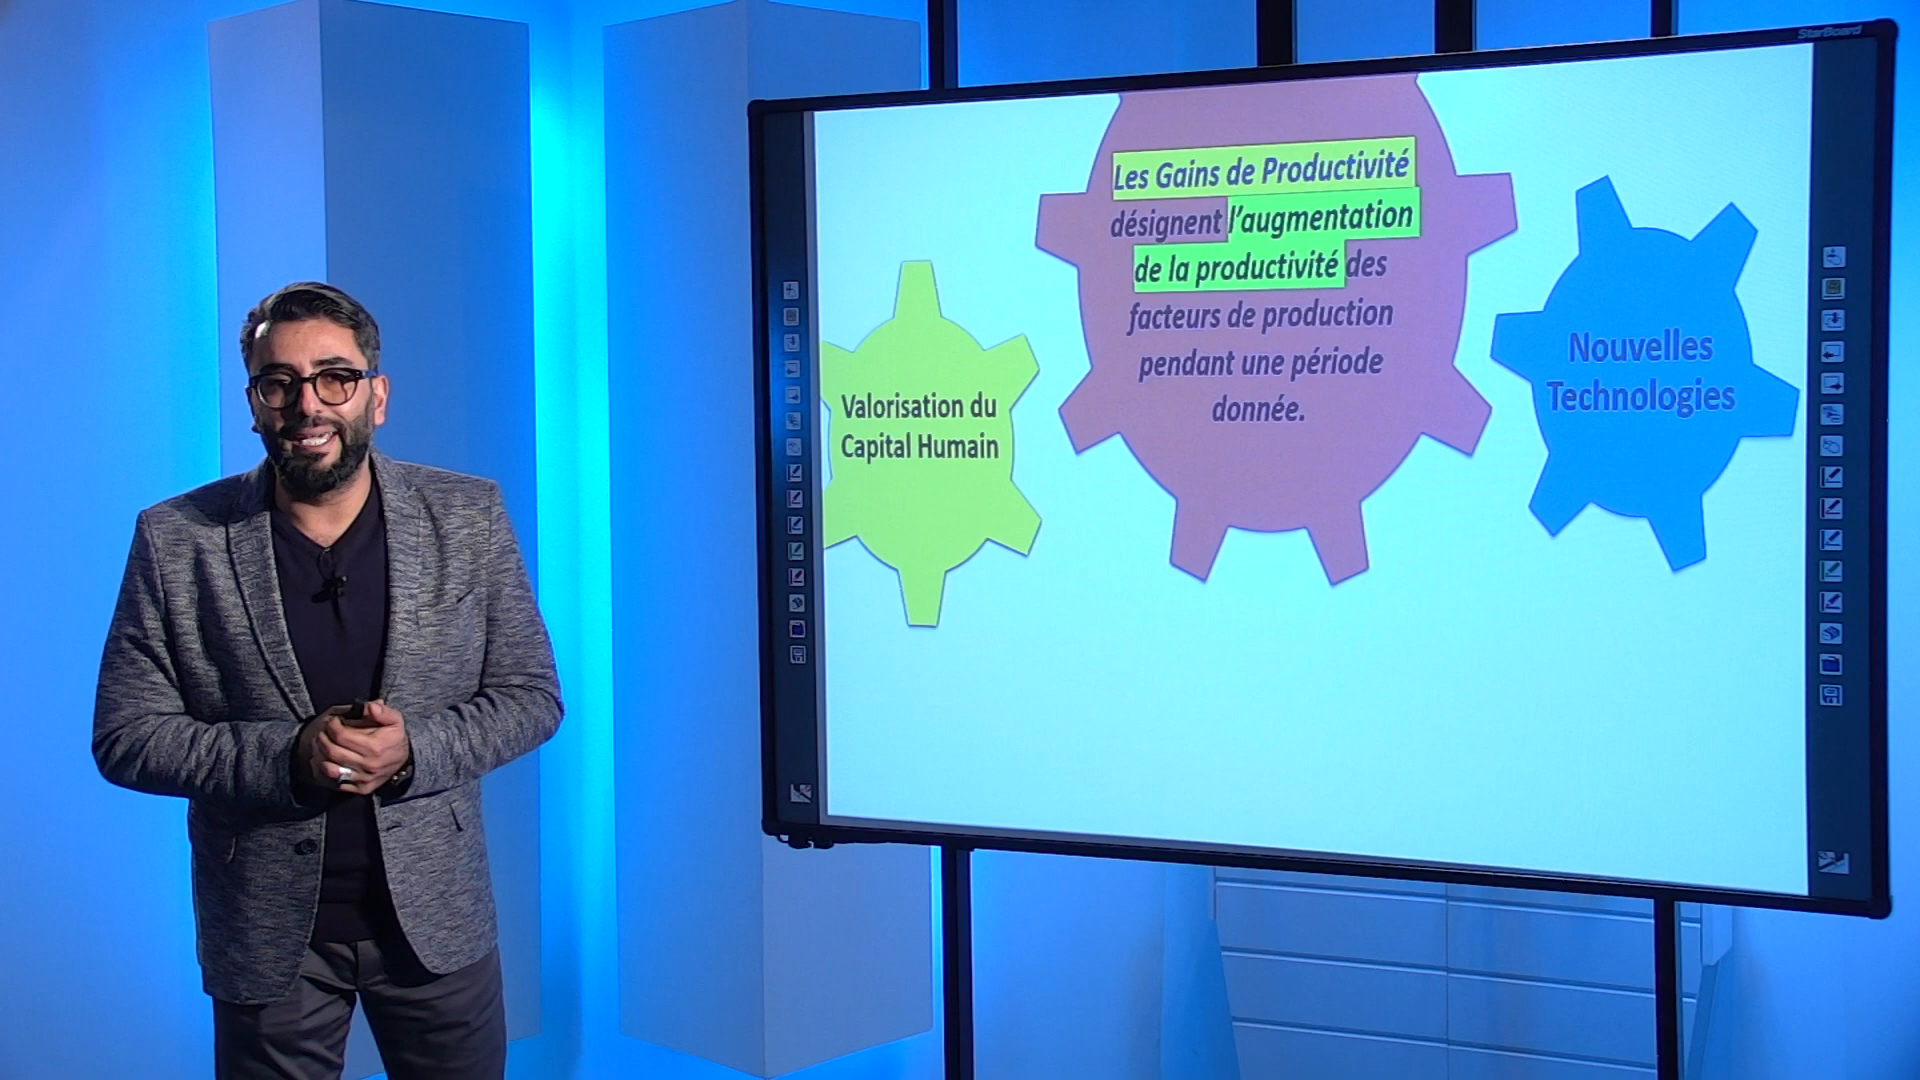 StarBoard
Les Gains de Productivité
désignent l'augmentation
de la productivité des
facteurs de production
pendant une période
donnée.
Valorisation du
Capital Humain
Nouvelles
Technologies